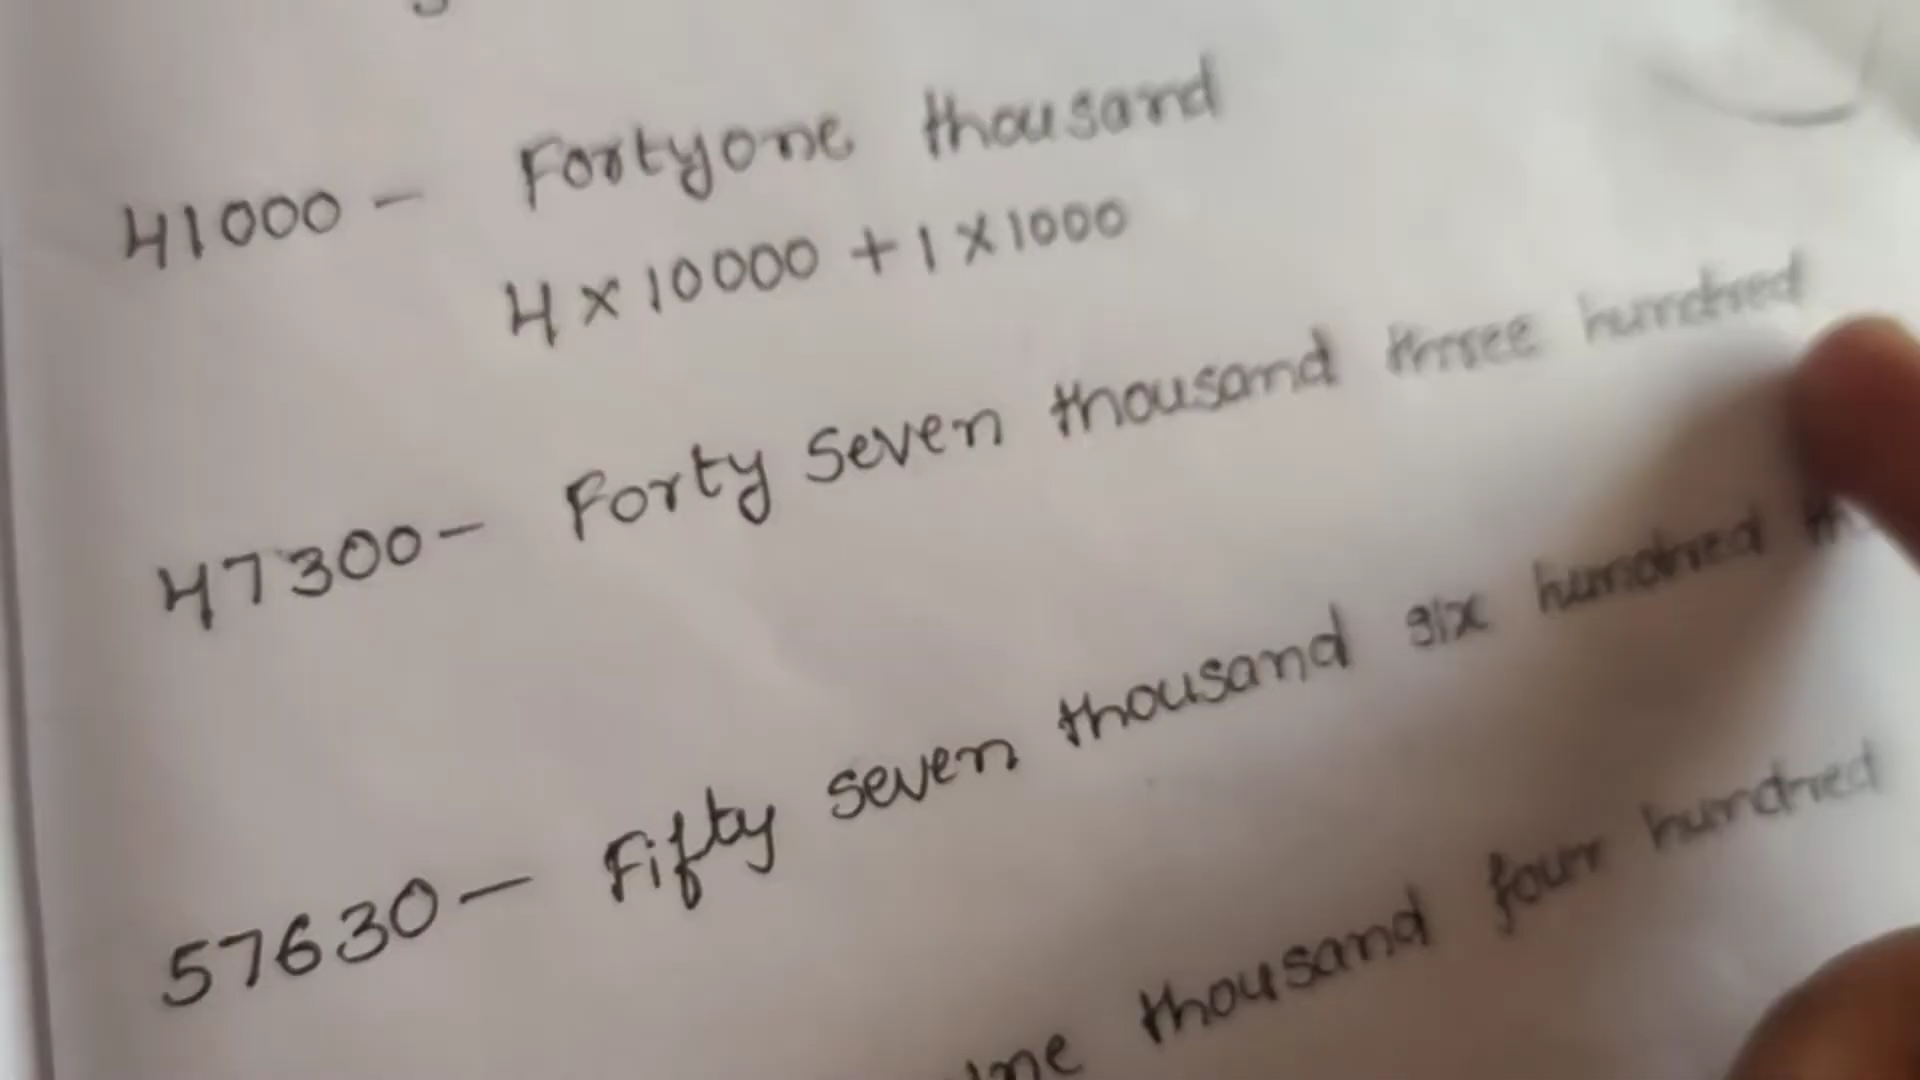 41000 - Fortyone thousand
4 x 10000 + 1 x 1000
47300 - Forty seven thousand three hundred
57630 - Fifty seven thousand six hundred
thousand four hundred